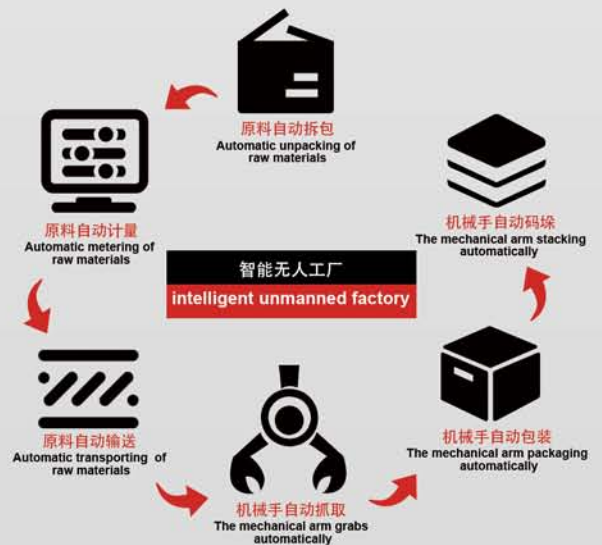 原料自动拆包
Automatic unpacking of
raw materials
原料自动计量
Automatic metering of
raw materials
机械手自动码垛
The mechanical arm stacking
automatically
智能无人工厂
intelligent unmanned factory
原料自动输送
Automatic transporting of
raw materials
机械手自动抓取
The mechanical arm grabs
automatically
机械手自动包装
The mechanical arm packaging
automatically